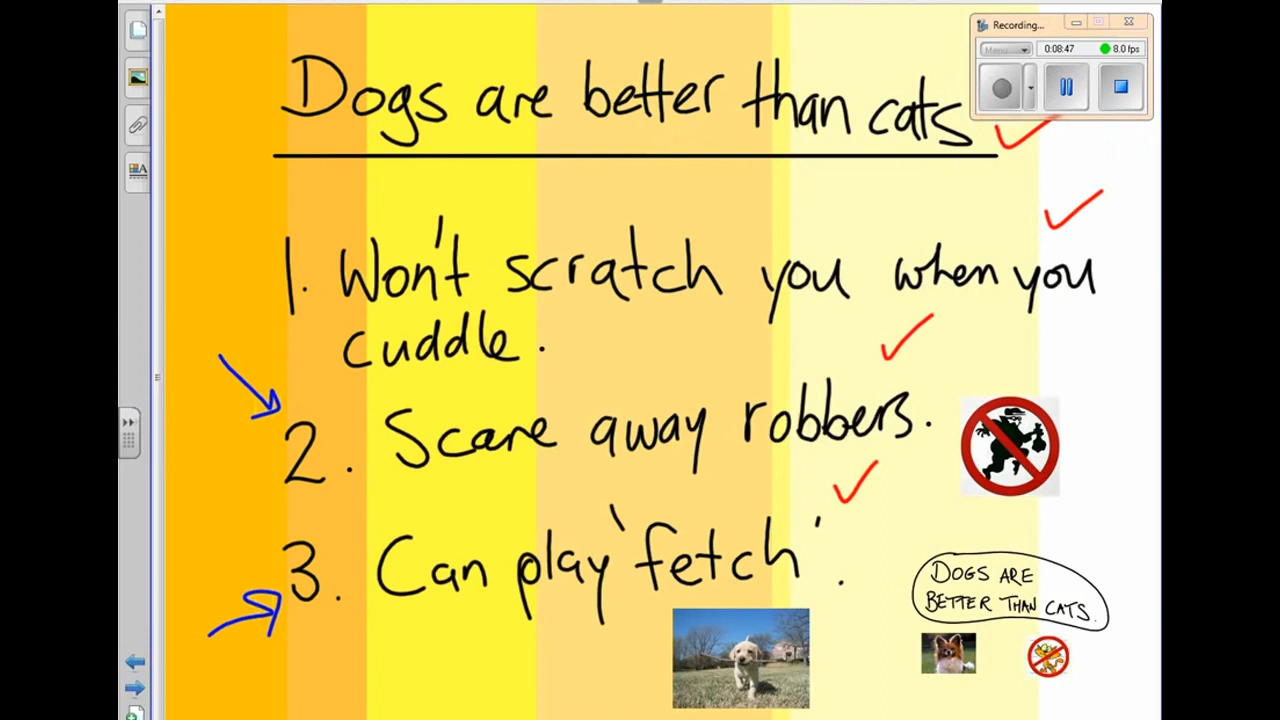 Recording...
Menu
0:08:47
8.0 fps
Dogs are better than cats
1. Won't scratch you when you
cuddle.
2. Scare away robbers.
3. Can play 'fetch'.
DOGS ARE
BETTER THAN CATS.